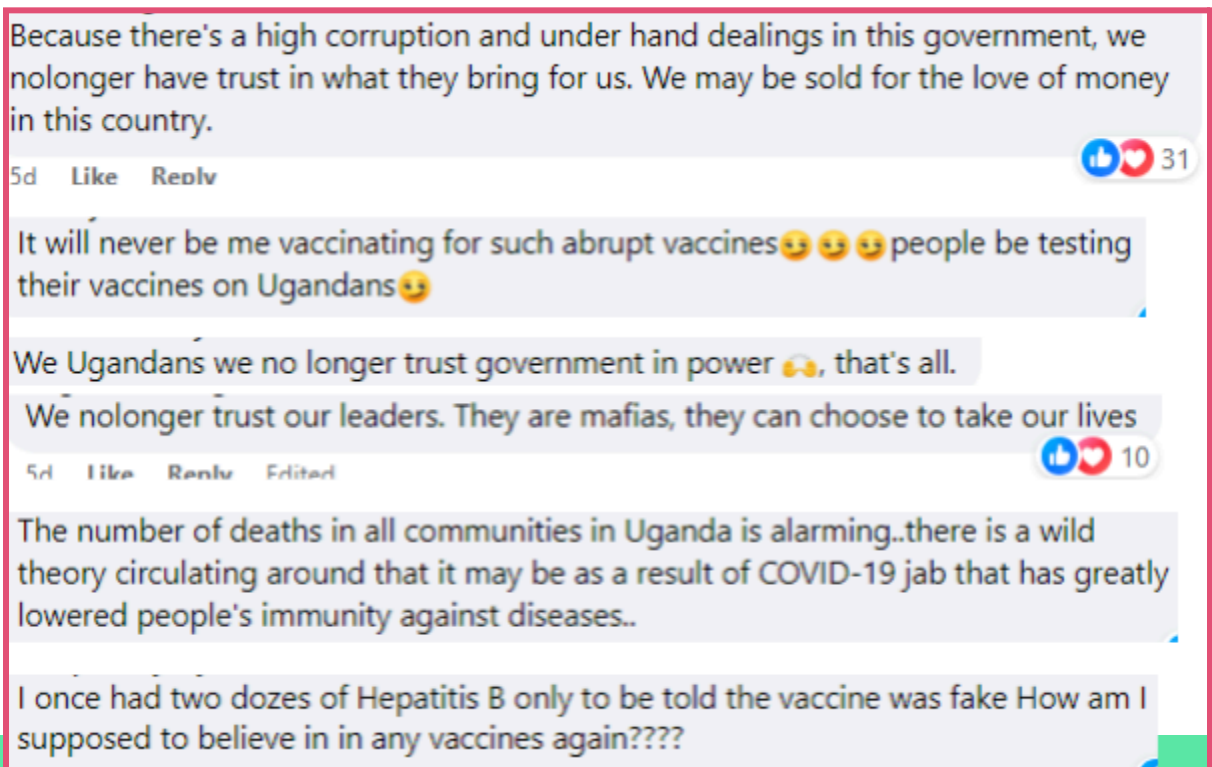 Because there's a high corruption and under hand dealings in this government, we
nolonger have trust in what they bring for us. We may be sold for the love of money
in this country.
31
5d Like Reply
It will never be me vaccinating for such abrupt vaccines😏😏😏people be testing
their vaccines on Ugandans😏
We Ugandans we no longer trust government in power 🙌, that's all.
We nolonger trust our leaders. They are mafias, they can choose to take our lives
10
5d Like Reply Edited
The number of deaths in all communities in Uganda is alarming..there is a wild
theory circulating around that it may be as a result of COVID-19 jab that has greatly
lowered people's immunity against diseases..
I once had two dozes of Hepatitis B only to be told the vaccine was fake How am I
supposed to believe in in any vaccines again????